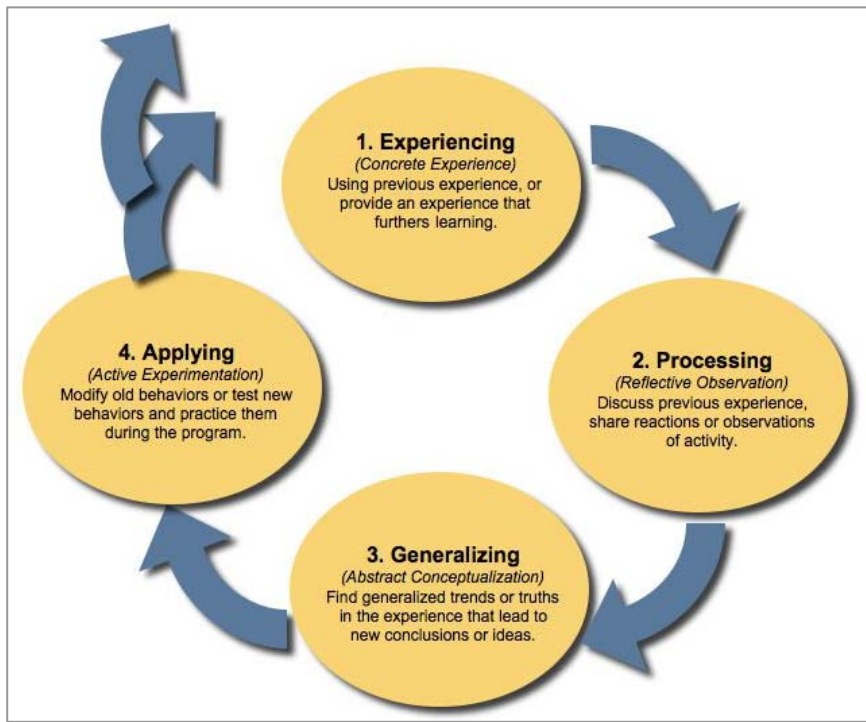 1. Experiencing
(Concrete Experience)
Using previous experience, or
provide an experience that
furthers learning.
2. Processing
(Reflective Observation)
Discuss previous experience,
share reactions or observations
of activity.
3. Generalizing
(Abstract Conceptualization)
Find generalized trends or truths
in the experience that lead to
new conclusions or ideas.
4. Applying
(Active Experimentation)
Modify old behaviors or test new
behaviors and practice them
during the program.